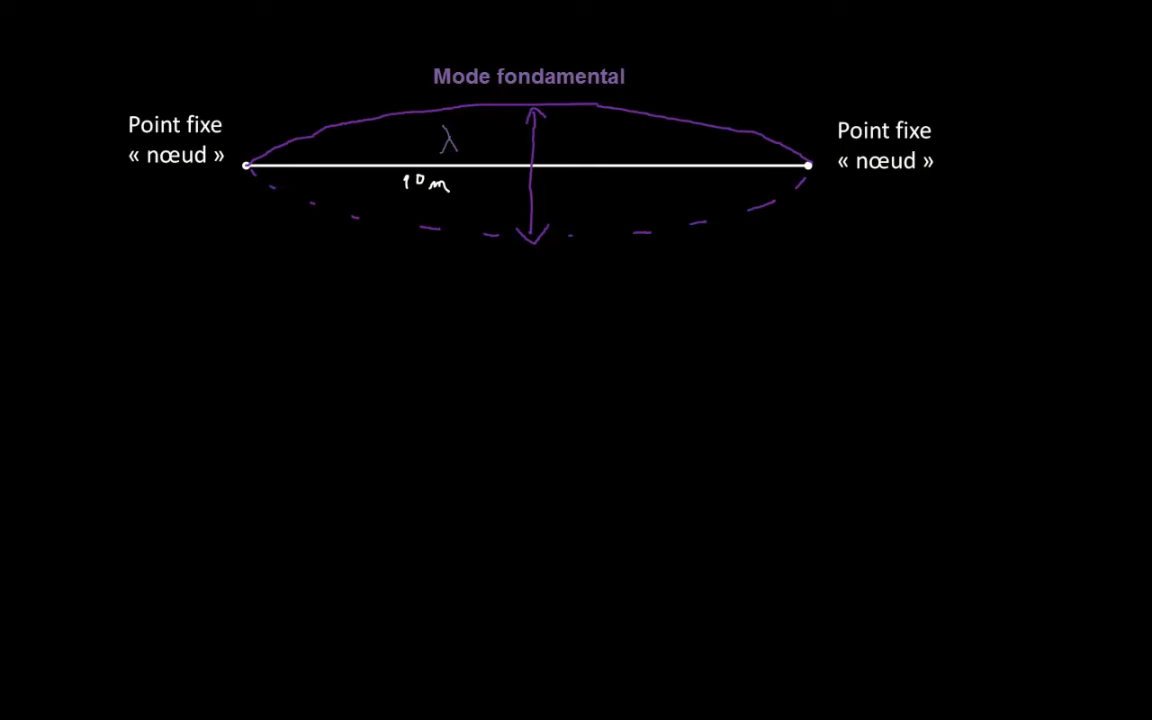 Mode fondamental
Point fixe
« nœud »
λ
10 m
Point fixe
« nœud »